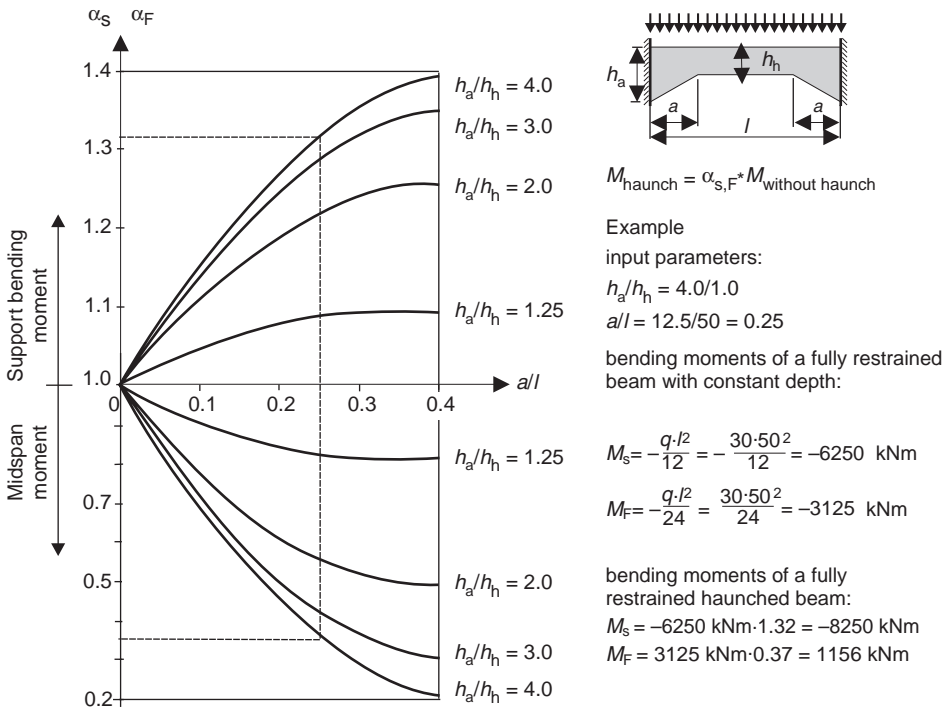 αs αF
1.4
1.3
1.2
1.1
1.0
0.7
0.5
0.2
Support bending
moment
Midspan
moment
0 0.1 0.2 0.3 0.4
a/l
ha/hh = 4.0
ha/hh = 3.0
ha/hh = 2.0
ha/hh = 1.25
ha/hh = 1.25
ha/hh = 2.0
ha/hh = 3.0
ha/hh = 4.0
ha
hh
a
a
l
Mhaunch = αs,F* Mwithout haunch
Example
input parameters:
ha/hh = 4.0/1.0
a/l = 12.5/50 = 0.25
bending moments of a fully restrained
beam with constant depth:
Ms= –q·l²/12 = – 30·50²/12 = –6250 kNm
MF= –q·l²/24 = 30·50²/24 = –3125 kNm
bending moments of a fully
restrained haunched beam:
Ms = –6250 kNm·1.32 = –8250 kNm
MF = 3125 kNm·0.37 = 1156 kNm